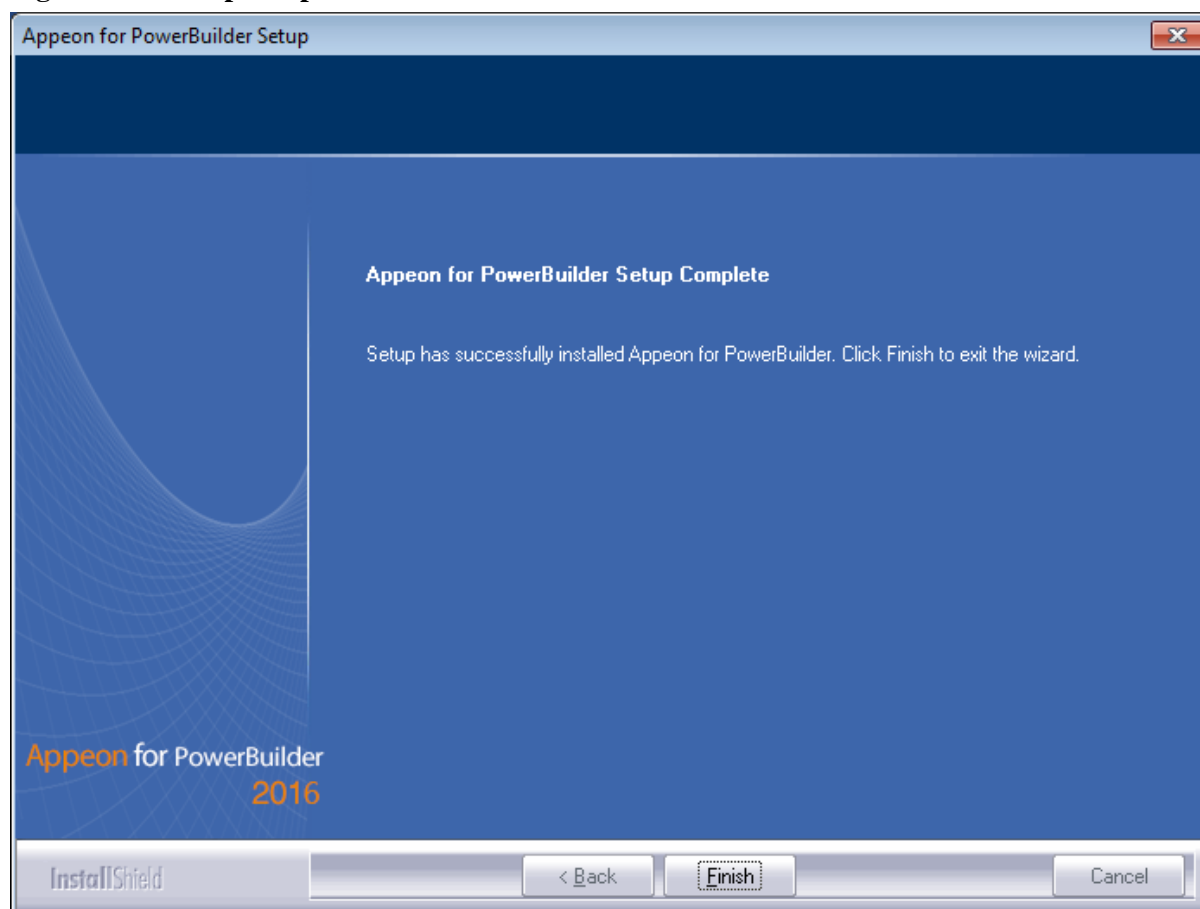 Appeon for PowerBuilder Setup
Appeon for PowerBuilder Setup Complete
Setup has successfully installed Appeon for PowerBuilder. Click Finish to exit the wizard.
Appeon for PowerBuilder
2016
InstallShield
< Back
Finish
Cancel